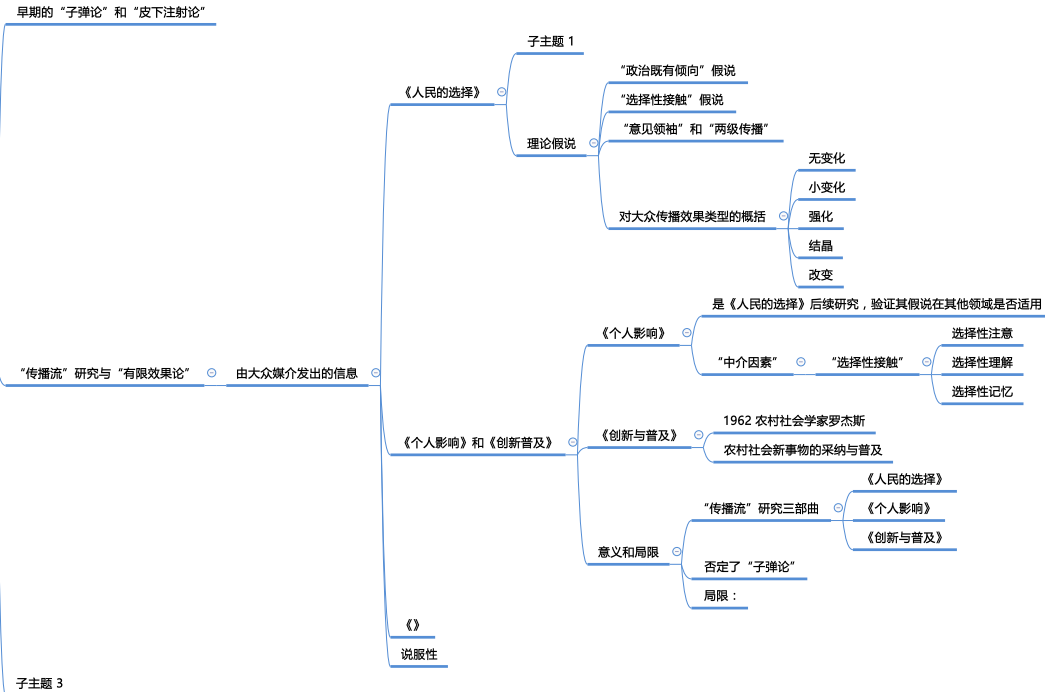 早期的“子弹论”和“皮下注射论”
子主题 1
“政治既有倾向”假说
《人民的选择》
“选择性接触”假说
“意见领袖”和“两级传播”
理论假说
无变化
小变化
对大众传播效果类型的概括
强化
结晶
改变
是《人民的选择》后续研究，验证其假说在其他领域是否适用
《个人影响》
选择性注意
“中介因素”
“选择性接触”
选择性理解
“传播流”研究与“有限效果论”
由大众媒介发出的信息
选择性记忆
1962 农村社会学家罗杰斯
《个人影响》和《创新普及》
《创新与普及》
农村社会新事物的采纳与普及
《人民的选择》
“传播流”研究三部曲
《个人影响》
《创新与普及》
意义和局限
否定了“子弹论”
局限：
《》
说服性
子主题 3